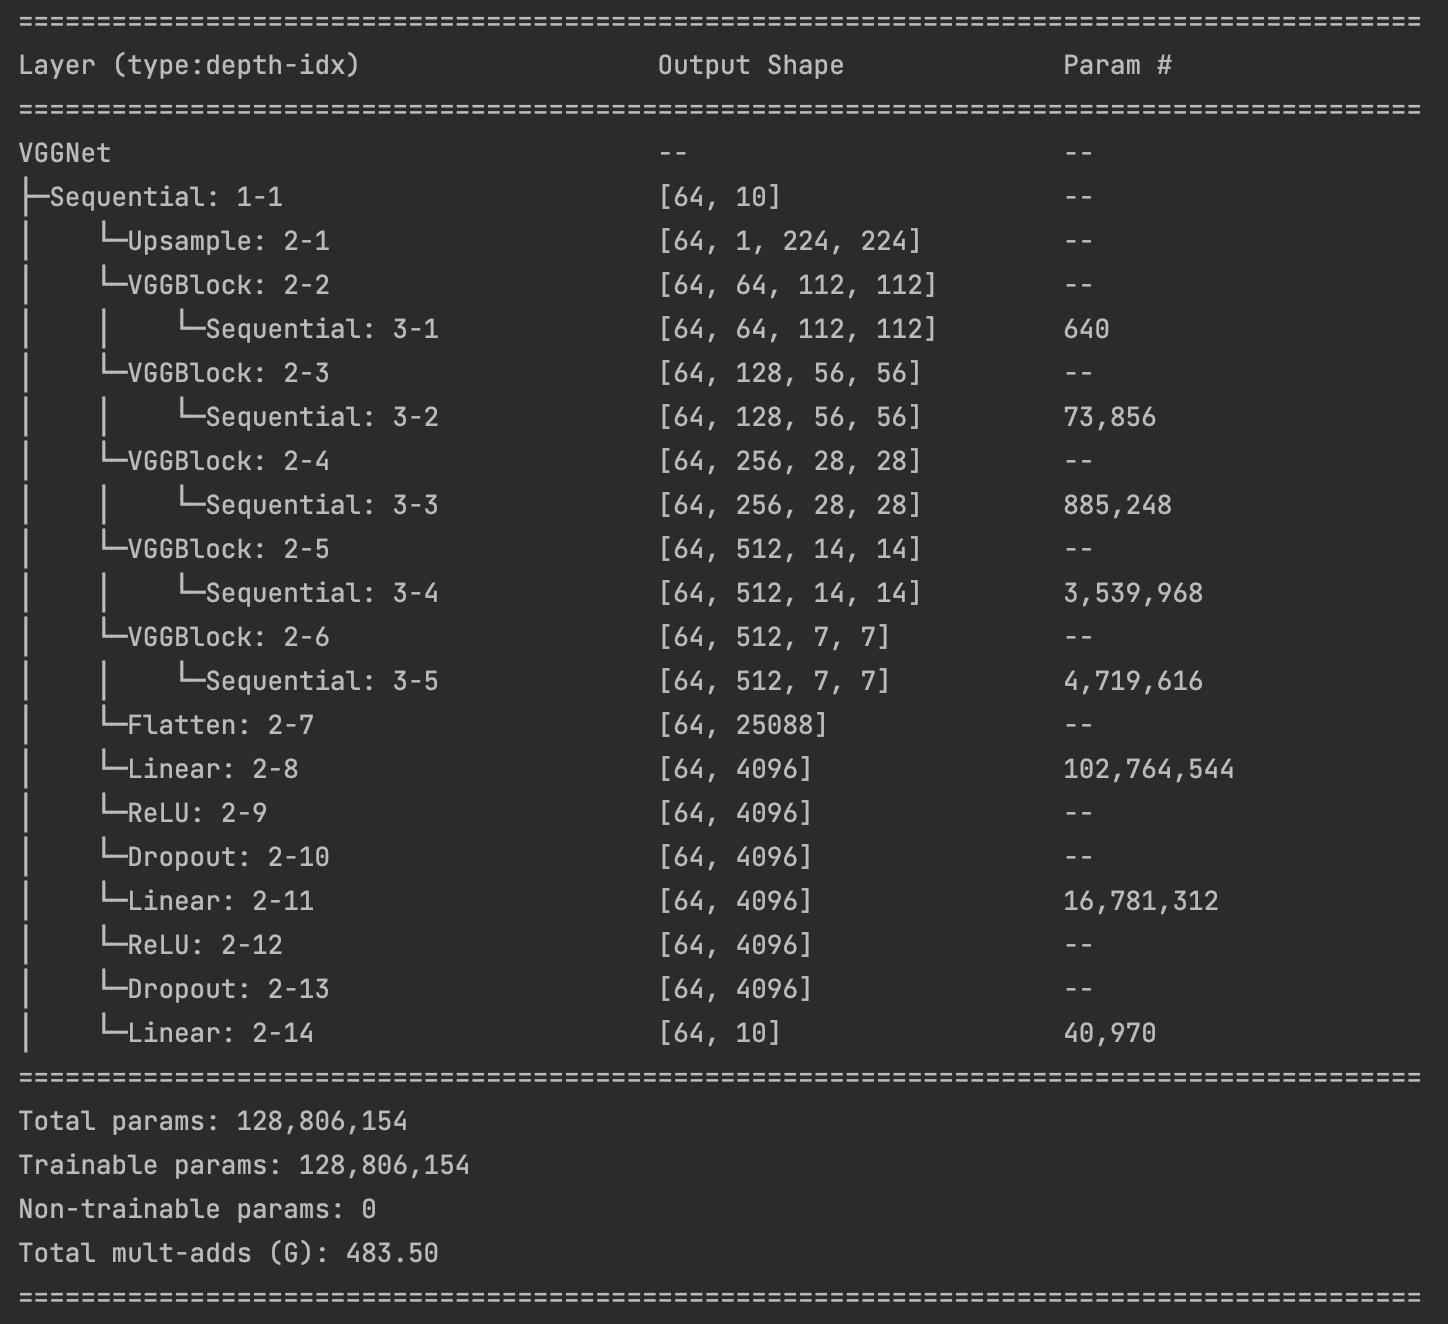 ==========================================================================================
Layer (type:depth-idx)                   Output Shape              Param #
==========================================================================================
VGGNet                                   --                        --
├─Sequential: 1-1                        [64, 10]                  --
│    └─Upsample: 2-1                     [64, 1, 224, 224]         --
│    └─VGGBlock: 2-2                     [64, 64, 112, 112]        --
│    │    └─Sequential: 3-1              [64, 64, 112, 112]        640
│    └─VGGBlock: 2-3                     [64, 128, 56, 56]         --
│    │    └─Sequential: 3-2              [64, 128, 56, 56]         73,856
│    └─VGGBlock: 2-4                     [64, 256, 28, 28]         --
│    │    └─Sequential: 3-3              [64, 256, 28, 28]         885,248
│    └─VGGBlock: 2-5                     [64, 512, 14, 14]         --
│    │    └─Sequential: 3-4              [64, 512, 14, 14]         3,539,968
│    └─VGGBlock: 2-6                     [64, 512, 7, 7]           --
│    │    └─Sequential: 3-5              [64, 512, 7, 7]           4,719,616
│    └─Flatten: 2-7                      [64, 25088]               --
│    └─Linear: 2-8                       [64, 4096]                102,764,544
│    └─ReLU: 2-9                         [64, 4096]                --
│    └─Dropout: 2-10                     [64, 4096]                --
│    └─Linear: 2-11                      [64, 4096]                16,781,312
│    └─ReLU: 2-12                        [64, 4096]                --
│    └─Dropout: 2-13                     [64, 4096]                --
│    └─Linear: 2-14                      [64, 10]                  40,970
==========================================================================================
Total params: 128,806,154
Trainable params: 128,806,154
Non-trainable params: 0
Total mult-adds (G): 483.50
==========================================================================================